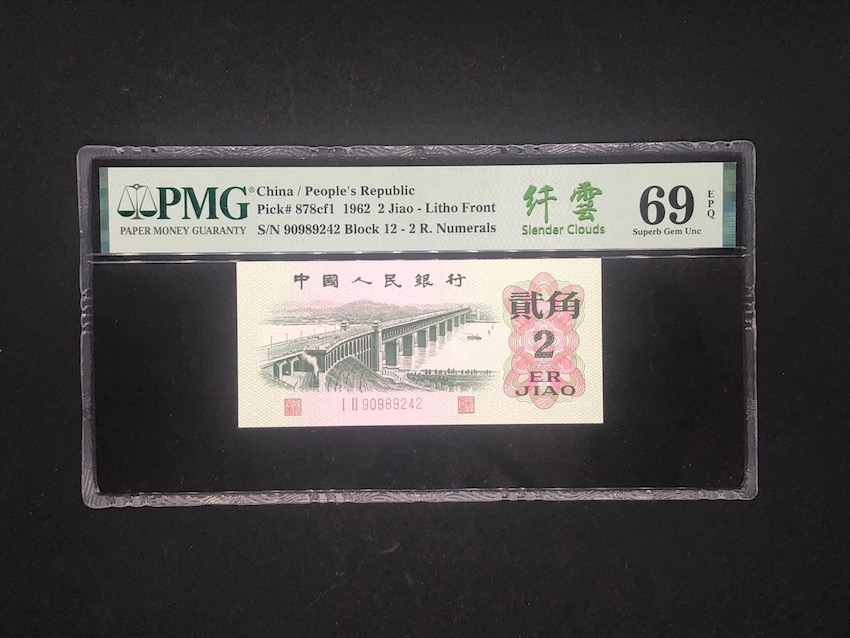 PMG®
PAPER MONEY GUARANTY
China / People's Republic
Pick# 878cf1 1962 2 Jiao - Litho Front
S/N 90989242 Block 12 - 2 R. Numerals
纤雲
Slender Clouds
69
EPQ
Superb Gem Unc
中國人民銀行
貳角
2
ER
JIAO
I II 90989242